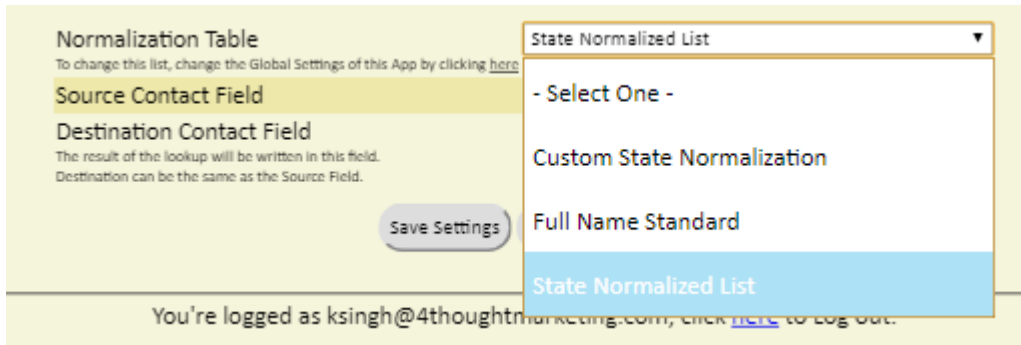 Normalization Table
State Normalized List
To change this list, change the Global Settings of this App by clicking here
Source Contact Field
- Select One -
Destination Contact Field
The result of the lookup will be written in this field.
Destination can be the same as the Source Field.
Custom State Normalization
Full Name Standard
Save Settings
State Normalized List
You're logged as ksingh@4thoughtmarketing.com, click here to Log Out.